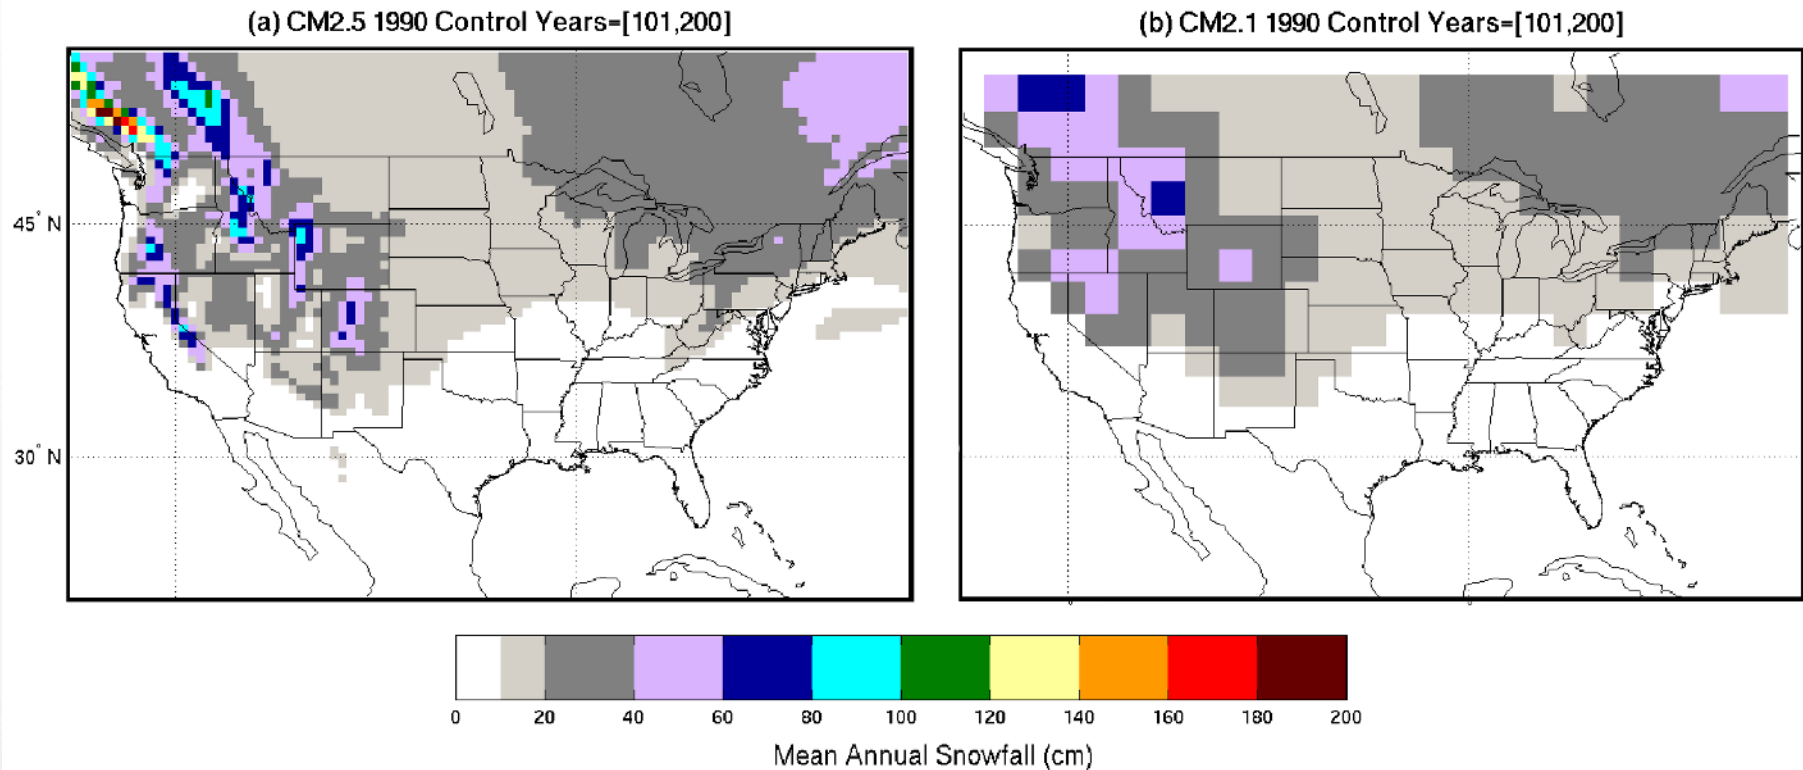 (a) CM2.5 1990 Control Years=[101,200]
(b) CM2.1 1990 Control Years=[101,200]
45° N
30° N
0 20 40 60 80 100 120 140 160 180 200
Mean Annual Snowfall (cm)